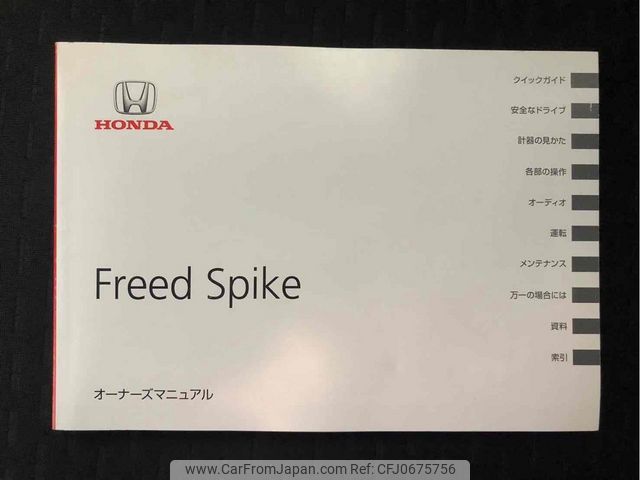 HONDA
Freed Spike
オーナーズマニュアル
クイックガイド
安全なドライブ
計器の見かた
各部の操作
オーディオ
運転
メンテナンス
万一の場合には
資料
索引
www.CarFromJapan.com Ref:CFJ00675756